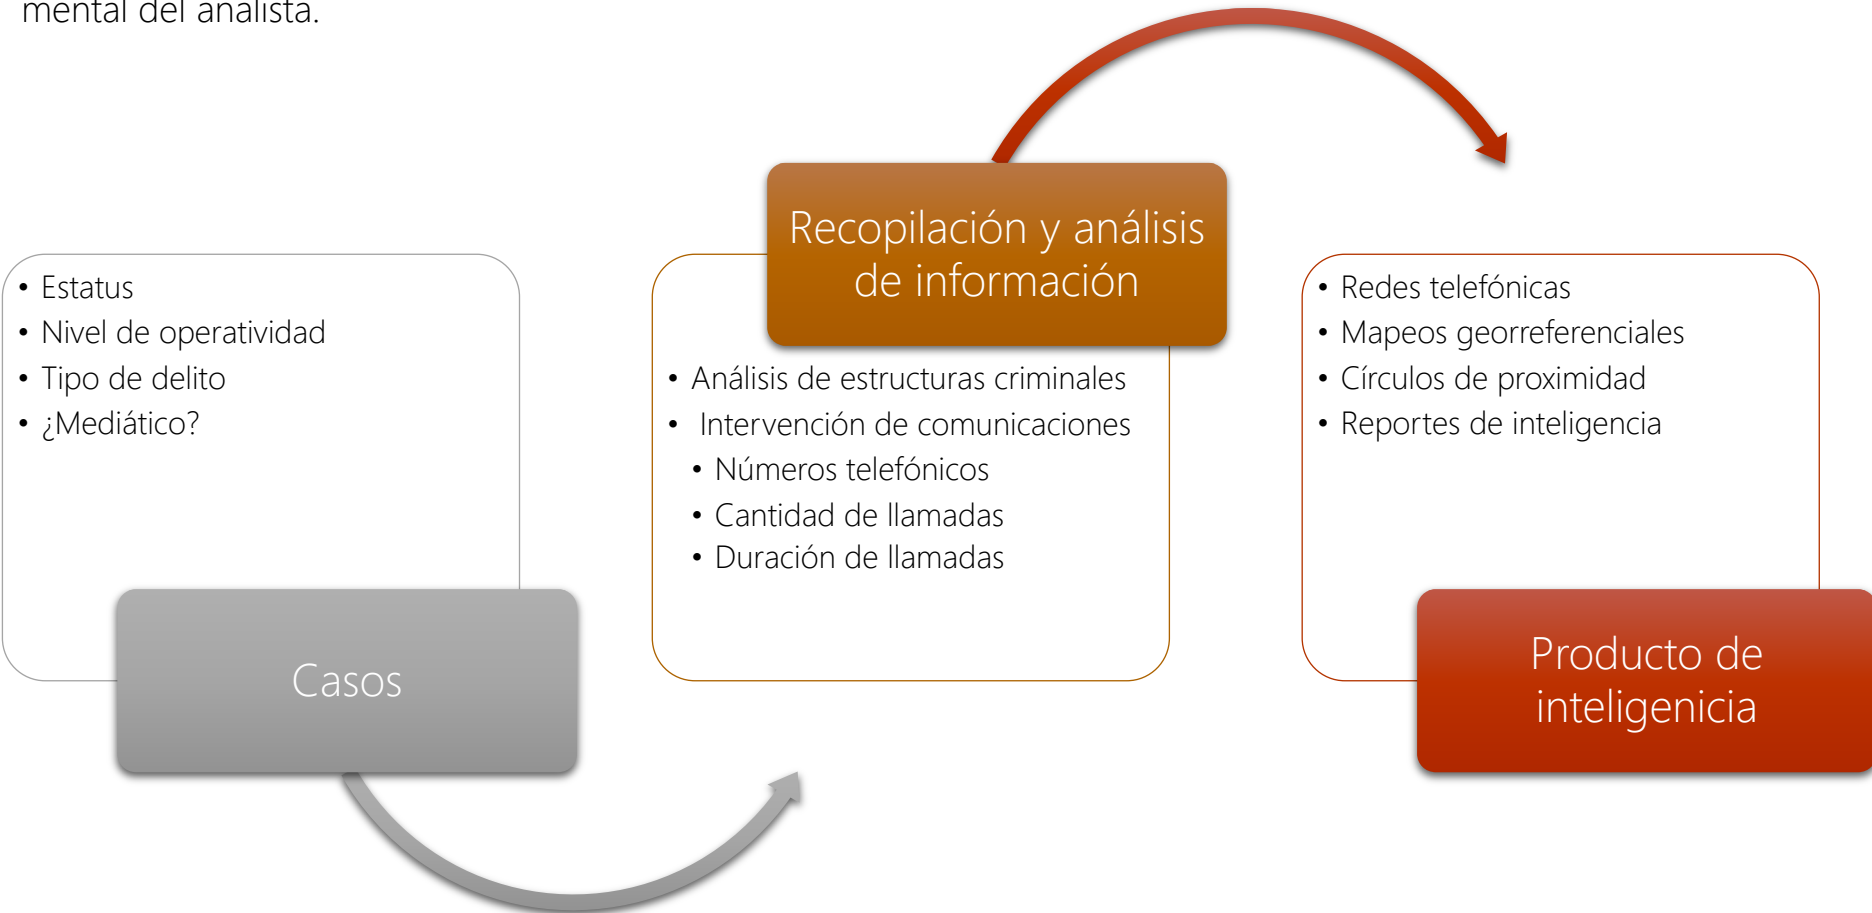 mental del analista.
• Estatus
• Nivel de operatividad
• Tipo de delito
• ¿Mediático?
Casos
Recopilación y análisis
de información
• Análisis de estructuras criminales
• Intervención de comunicaciones
• Números telefónicos
• Cantidad de llamadas
• Duración de llamadas
• Redes telefónicas
• Mapeos georreferenciales
• Círculos de proximidad
• Reportes de inteligencia
Producto de
inteligenicia